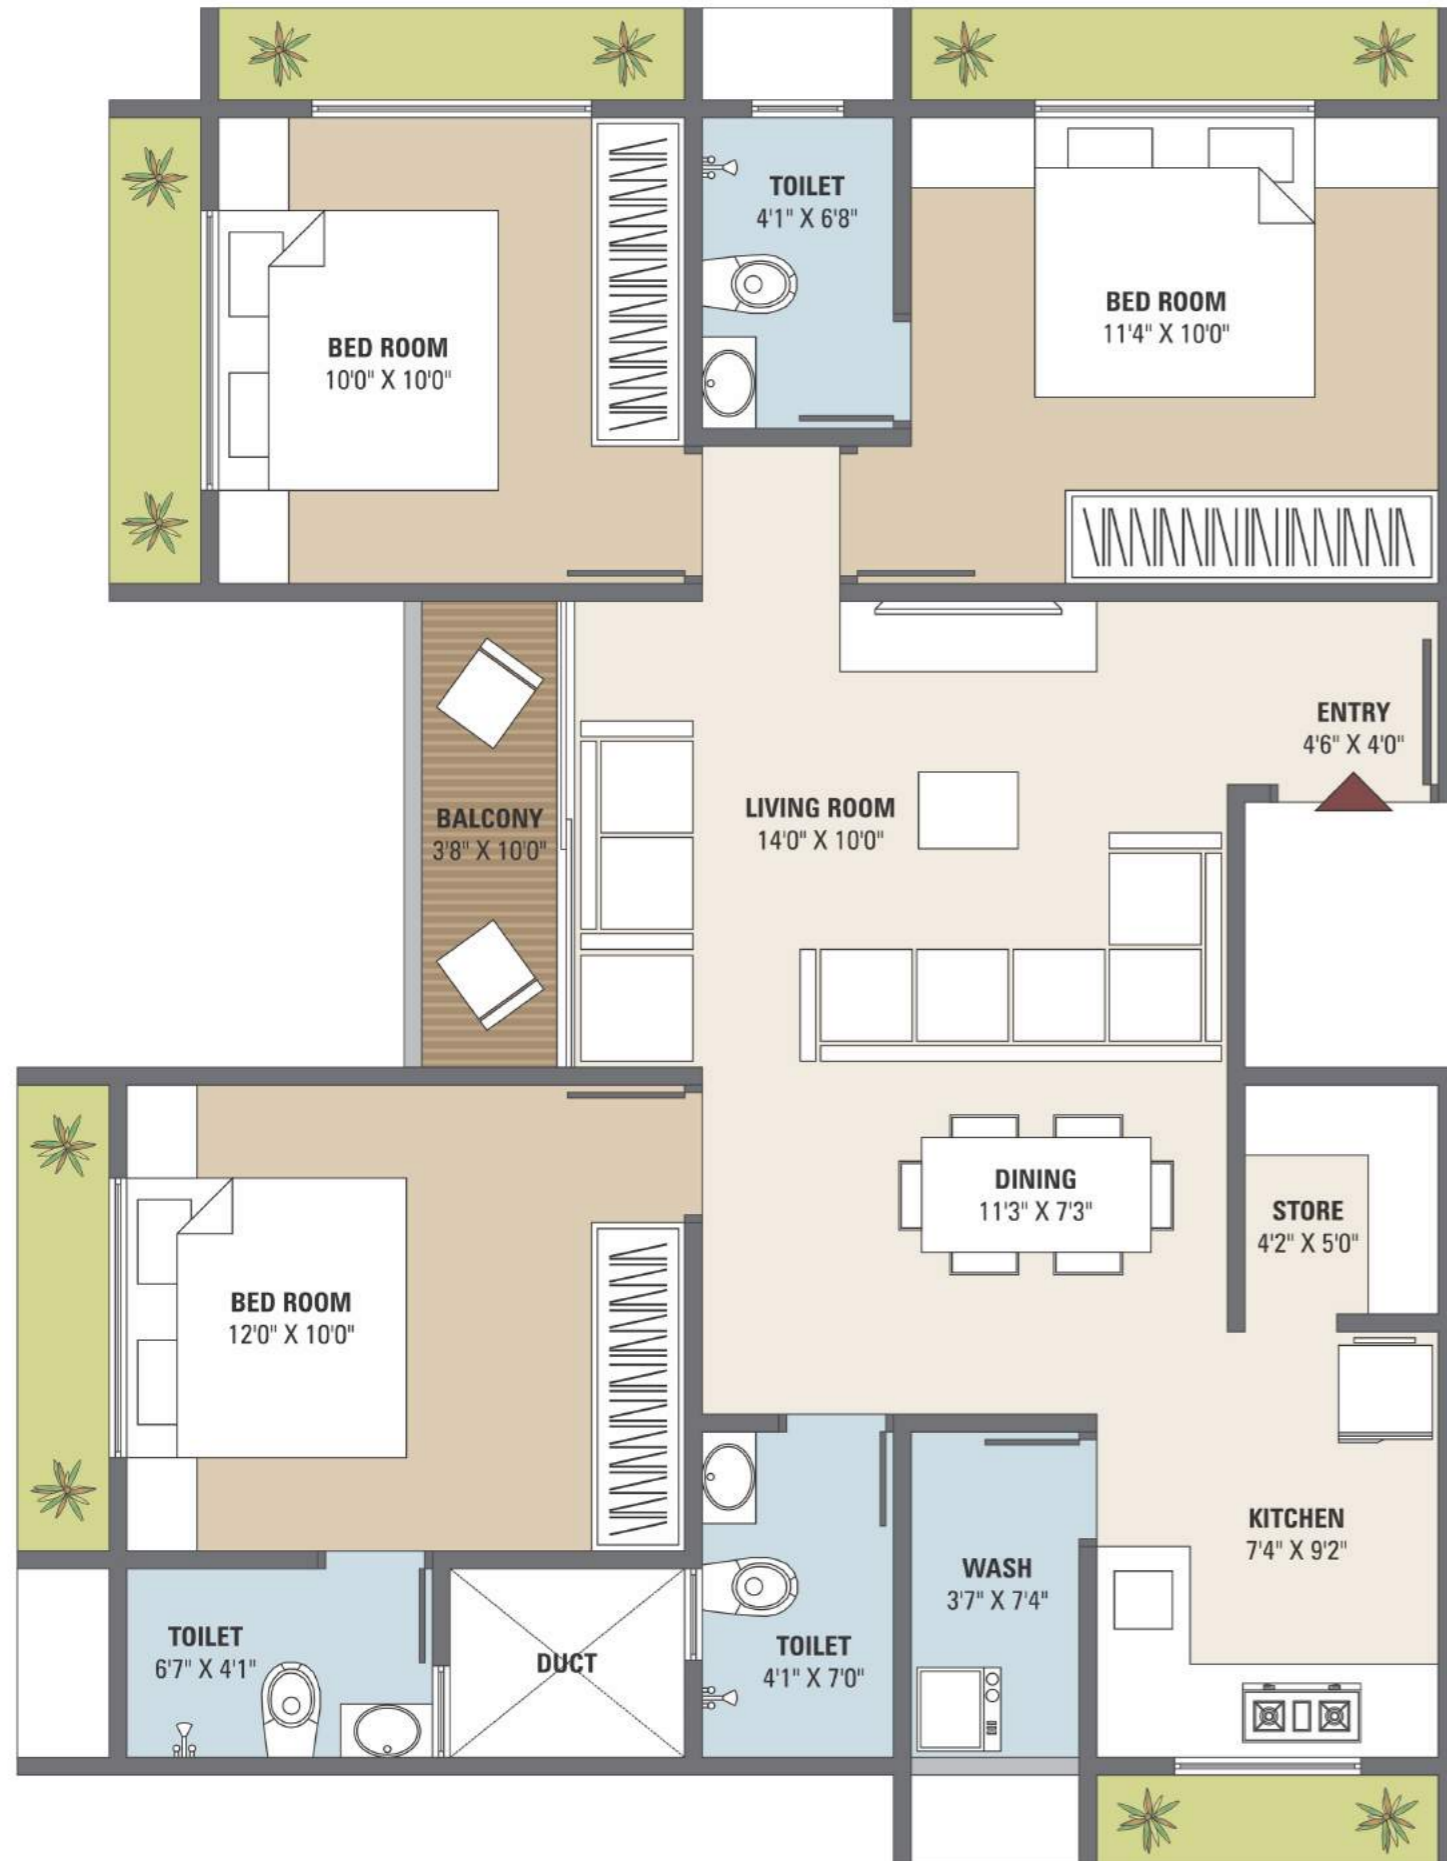 TOILET
4'1" X 6'8"
BED ROOM
11'4" X 10'0"
BED ROOM
10'0" X 10'0"
ENTRY
4'6" X 4'0"
LIVING ROOM
14'0" X 10'0"
BALCONY
3'8" X 10'0"
DINING
11'3" X 7'3"
STORE
4'2" X 5'0"
BED ROOM
12'0" X 10'0"
KITCHEN
7'4" X 9'2"
WASH
3'7" X 7'4"
TOILET
6'7" X 4'1"
DUCT
TOILET
4'1" X 7'0"